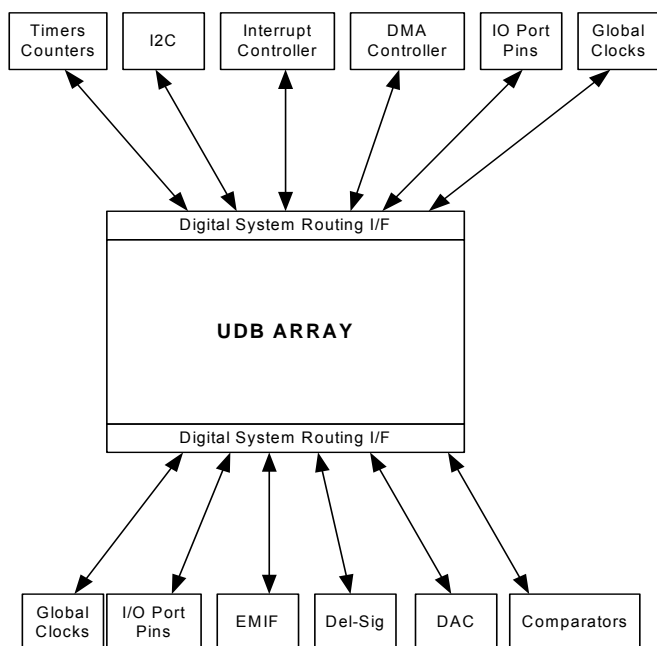 Timers
Counters
I2C
Interrupt
Controller
DMA
Controller
IO Port
Pins
Global
Clocks
Digital System Routing I/F
UDB ARRAY
Digital System Routing I/F
Global
Clocks
I/O Port
Pins
EMIF
Del-Sig
DAC
Comparators